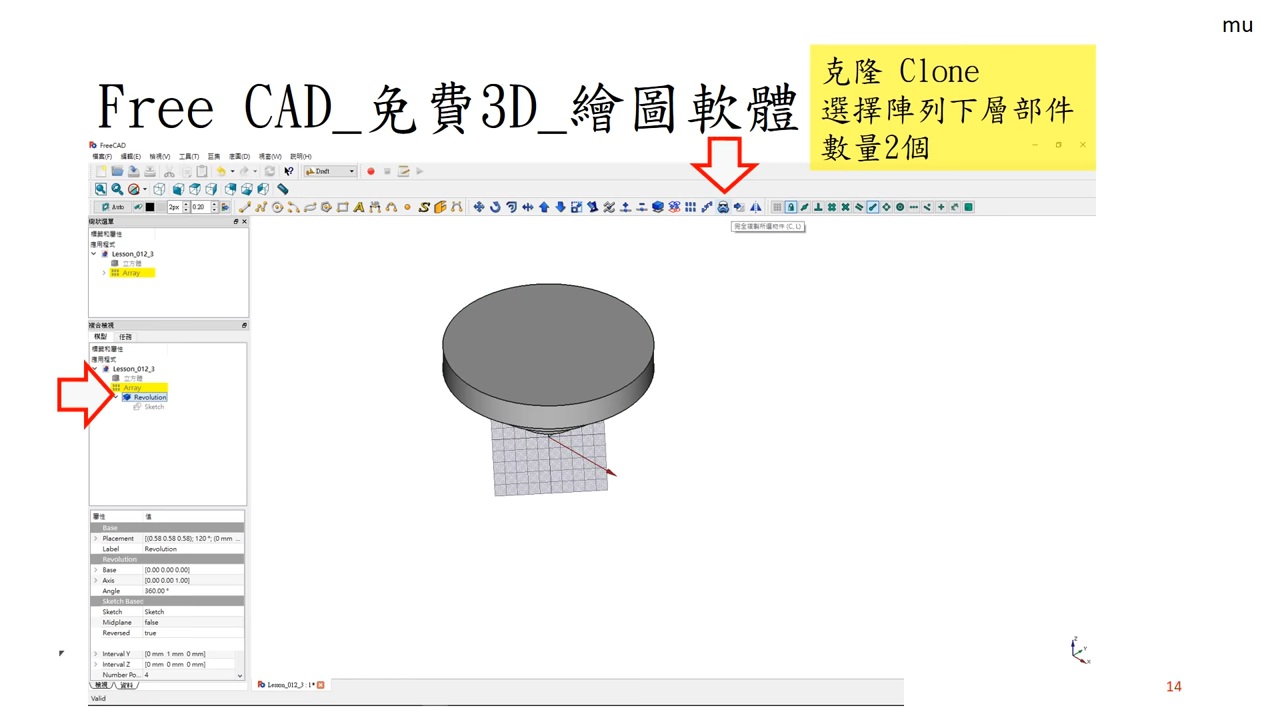 mu
Free CAD_免費3D_繪圖軟體
克隆 Clone
選擇陣列下層部件
數量2個
FreeCAD
檔案(F) 編輯(E) 檢視(V) 工具(T) 巨集 底圖(D) 視窗(W) 說明(H)
Draft
Auto 2px 0.20
完全複製所選物件 (C, L)
樹狀選單
標籤和屬性
應用程式
Lesson_012_3
立方體
Array
複合檢視
模型 任務
標籤和屬性
應用程式
Lesson_012_3
立方體
Array
Revolution
Sketch
屬性 值
Base
Placement [(0.58 0.58 0.58); 120 °; (0 mm ...
Label Revolution
Revolution
Base [0.00 0.00 0.00]
Axis [0.00 0.00 1.00]
Angle 360.00 °
Sketch Based
Sketch Sketch
Midplane false
Reversed true
Interval Y [0 mm 1 mm 0 mm]
Interval Z [0 mm 0 mm 0 mm]
Number Po... 4
檢視 資料
Lesson_012_3 : 1*
Valid
Z
Y
X
14